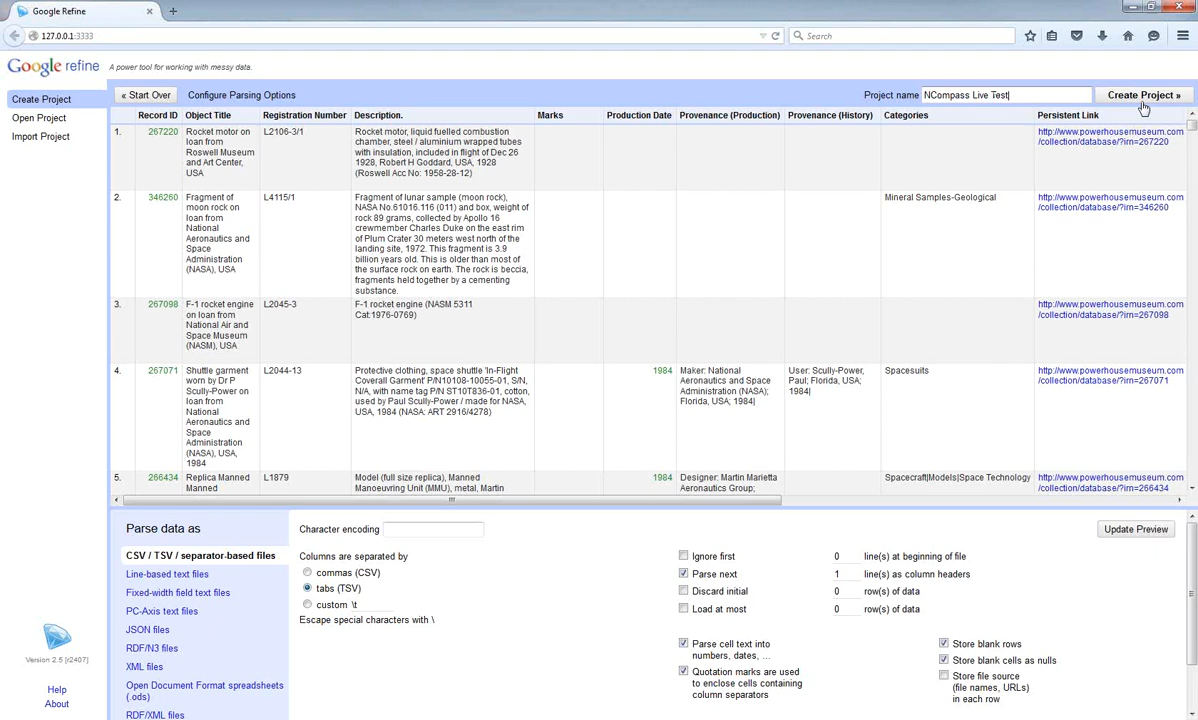 Google Refine
127.0.0.1:3333
Search
Google refine A power tool for working with messy data.
Create Project
Open Project
Import Project
« Start Over Configure Parsing Options Project name NCompass Live Test Create Project »
Record ID Object Title Registration Number Description. Marks Production Date Provenance (Production) Provenance (History) Categories Persistent Link
1. 267220 Rocket motor on L2106-3/1 Rocket motor, liquid fuelled combustion http://www.powerhousemuseum.com
loan from chamber, steel / aluminium wrapped tubes /collection/database/?irn=267220
Roswell Museum with insulation, included in flight of Dec 26
and Art Center, 1928, Robert H Goddard, USA, 1928
USA (Roswell Acc No: 1958-28-12)
2. 346260 Fragment of L4115/1 Fragment of lunar sample (moon rock), Mineral Samples-Geological http://www.powerhousemuseum.com
moon rock on NASA No.61016.116 (011) and box, weight of /collection/database/?irn=346260
loan from rock 89 grams, collected by Apollo 16
National crewmember Charles Duke on the east rim
Aeronautics and of Plum Crater 30 meters west north of the
Space landing site, 1972. This fragment is 3.9
Administration billion years old. This is older than most of
(NASA), USA the surface rock on earth. The rock is beccia,
fragments held together by a cementing
substance.
3. 267098 F-1 rocket engine L2045-3 F-1 rocket engine (NASM 5311 http://www.powerhousemuseum.com
on loan from Cat:1976-0769) /collection/database/?irn=267098
National Air and
Space Museum
(NASM), USA
4. 267071 Shuttle garment L2044-13 Protective clothing, space shuttle 'In-Flight 1984 Maker: National User: Scully-Power, Spacesuits http://www.powerhousemuseum.com
worn by Dr P Coverall Garment' P/N10108-10055-01, S/N, Aeronautics and Space Paul; Florida, USA; /collection/database/?irn=267071
Scully-Power on N/A, with name tag P/N ST10T836-01, cotton, Administration (NASA); 1984|
loan from used by Paul Scully-Power / made for NASA, Florida, USA; 1984|
National USA, 1984 (NASA: ART 2916/4278)
Aeronautics and
Space
Administration
(NASA), USA,
1984
5. 266434 Replica Manned L1879 Model (full size replica), Manned 1984 Designer: Martin Marietta Spacecraft|Models|Space Technology http://www.powerhousemuseum.com
Manned Manoeuvring Unit (MMU), metal, Martin Aeronautics Group; /collection/database/?irn=266434
Parse data as
CSV / TSV / separator-based files
Line-based text files
Fixed-width field text files
PC-Axis text files
JSON files
RDF/N3 files
XML files
Open Document Format spreadsheets
(.ods)
RDF/XML files
Character encoding Update Preview
Columns are separated by
commas (CSV)
tabs (TSV)
custom \t
Escape special characters with \
Ignore first 0 line(s) at beginning of file
Parse next 1 line(s) as column headers
Discard initial 0 row(s) of data
Load at most 0 row(s) of data
Parse cell text into
numbers, dates, ...
Quotation marks are used
to enclose cells containing
column separators
Store blank rows
Store blank cells as nulls
Store file source
(file names, URLs)
in each row
Version 2.5 [r2407]
Help
About